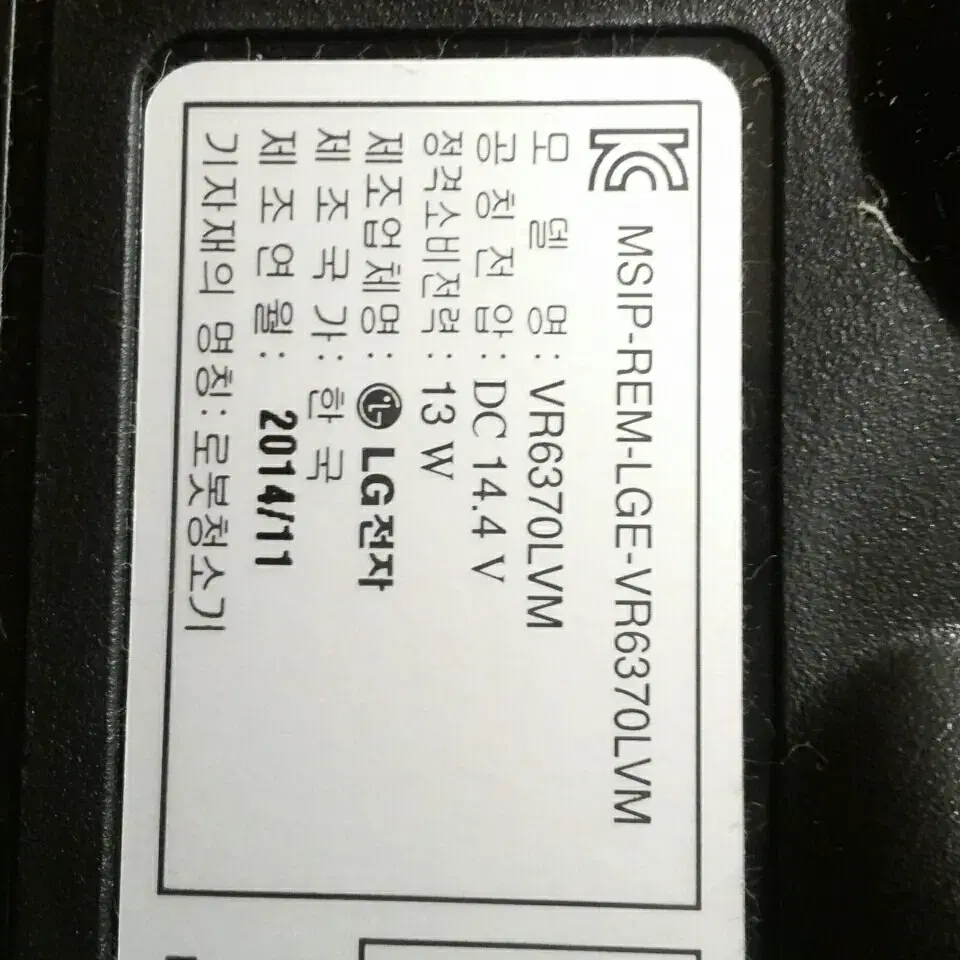 MSIP-REM-LGE-VR6370LVM
모 델 명 : VR6370LVM
공 칭 전 압 : DC 14.4 V
정격소비전력 : 13 W
제조업체명 : LG전자
제 조 국 가 : 한 국
제 조 연 월 : 2014/11
기자재의 명칭 : 로봇청소기